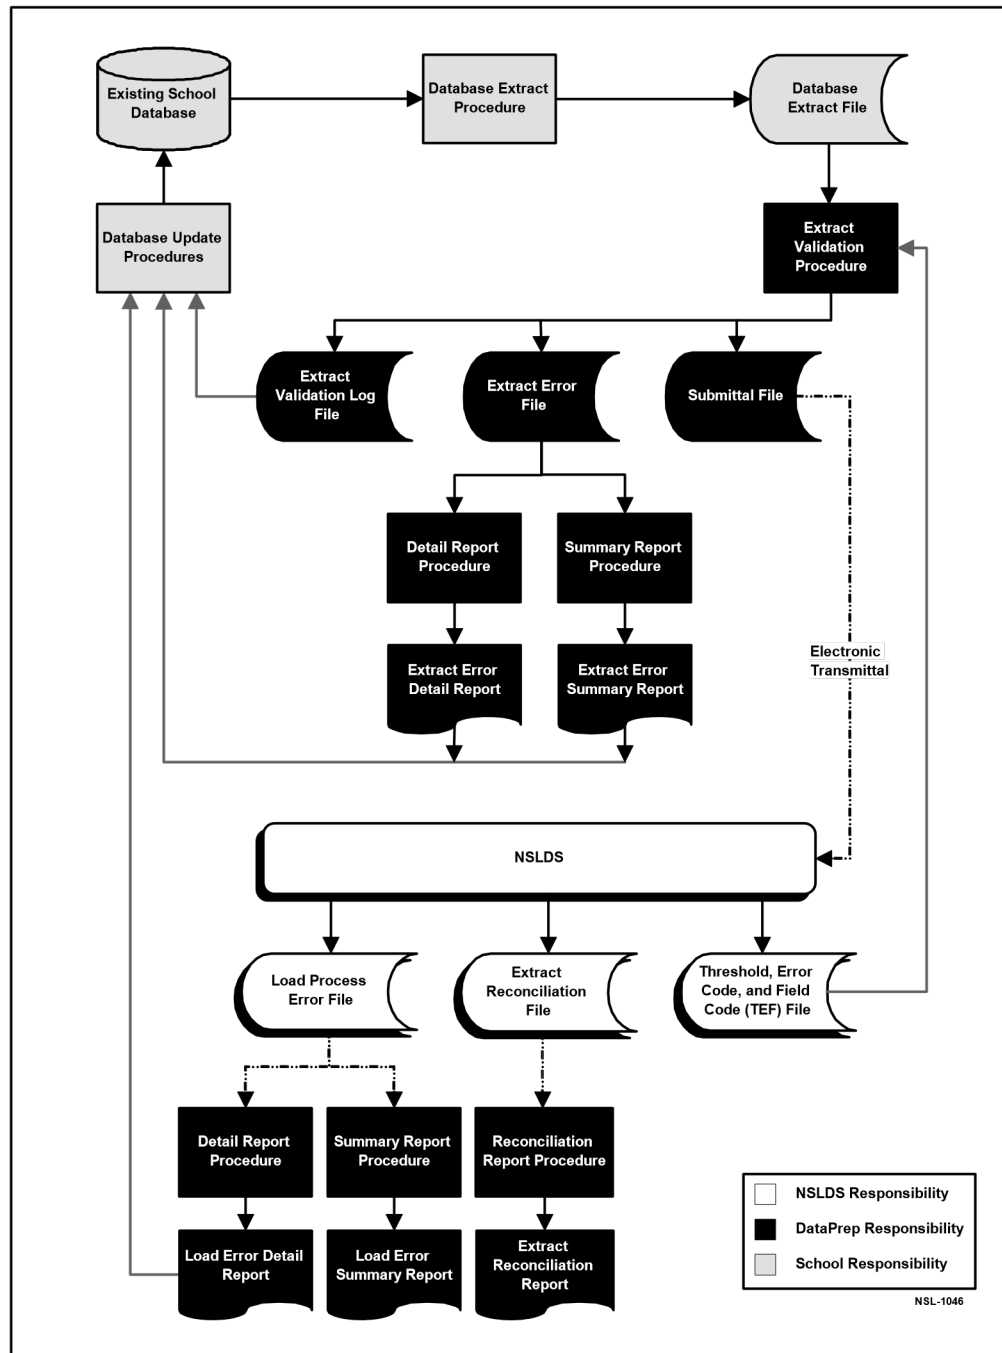 Existing School
Database
Database Extract
Procedure
Database
Extract File
Database Update
Procedures
Extract
Validation
Procedure
Extract
Validation Log
File
Extract Error
File
Submittal File
Detail Report
Procedure
Summary Report
Procedure
Extract Error
Detail Report
Extract Error
Summary Report
Electronic
Transmittal
NSLDS
Load Process
Error File
Extract
Reconciliation
File
Threshold, Error
Code, and Field
Code (TEF) File
Detail Report
Procedure
Summary Report
Procedure
Reconciliation
Report Procedure
Load Error Detail
Report
Load Error
Summary Report
Extract
Reconciliation
Report
NSLDS Responsibility
DataPrep Responsibility
School Responsibility
NSL-1046